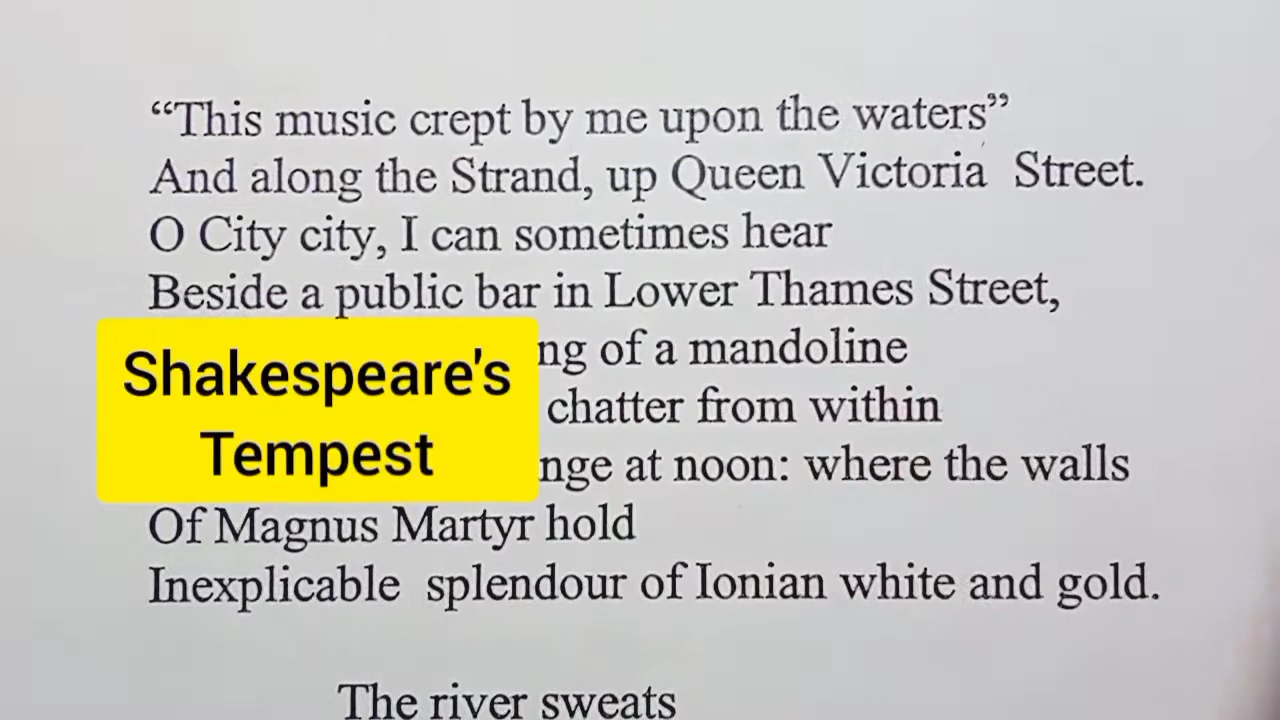 “This music crept by me upon the waters”
And along the Strand, up Queen Victoria Street.
O City city, I can sometimes hear
Beside a public bar in Lower Thames Street,
Shakespeare's
Tempest
of a mandoline
chatter from within
at noon: where the walls
Of Magnus Martyr hold
Inexplicable splendour of Ionian white and gold.
The river sweats